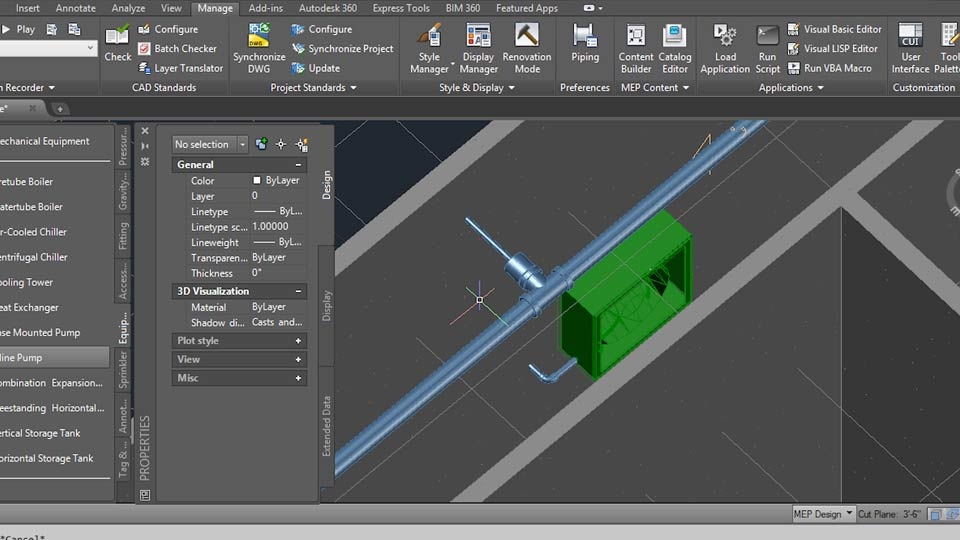 Insert Annotate Analyze View Manage Add-ins Autodesk 360 Express Tools BIM 360 Featured Apps
Play
Check
Configure
Batch Checker
Layer Translator
Synchronize
DWG
Configure
Synchronize Project
Update
Style
Manager
Display
Manager
Renovation
Mode
Piping
Content
Builder
Catalog
Editor
Load
Application
Run
Script
Visual Basic Editor
Visual LISP Editor
Run VBA Macro
CUI
User
Interface
Tool
Recorder CAD Standards Project Standards Style & Display Preferences MEP Content Applications Customization
echanical Equipment
retube Boiler
atertube Boiler
r-Cooled Chiller
entrifugal Chiller
ooling Tower
eat Exchanger
ase Mounted Pump
line Pump
ombination Expansion...
eestanding Horizontal...
ertical Storage Tank
orizontal Storage Tank
Pressur...
Gravity...
Fitting
Access...
Equip...
Sprinkler
Annot...
Tag & ...
PROPERTIES
No selection
General
Color ByLayer
Layer 0
Linetype ByL...
Linetype sc... 1.00000
Lineweight ByL...
Transparen... ByLayer
Thickness 0"
3D Visualization
Material ByLayer
Shadow di... Casts and...
Plot style
View
Misc
Design
Display
Extended Data
MEP Design Cut Plane: 3'-6"
*Cancel*